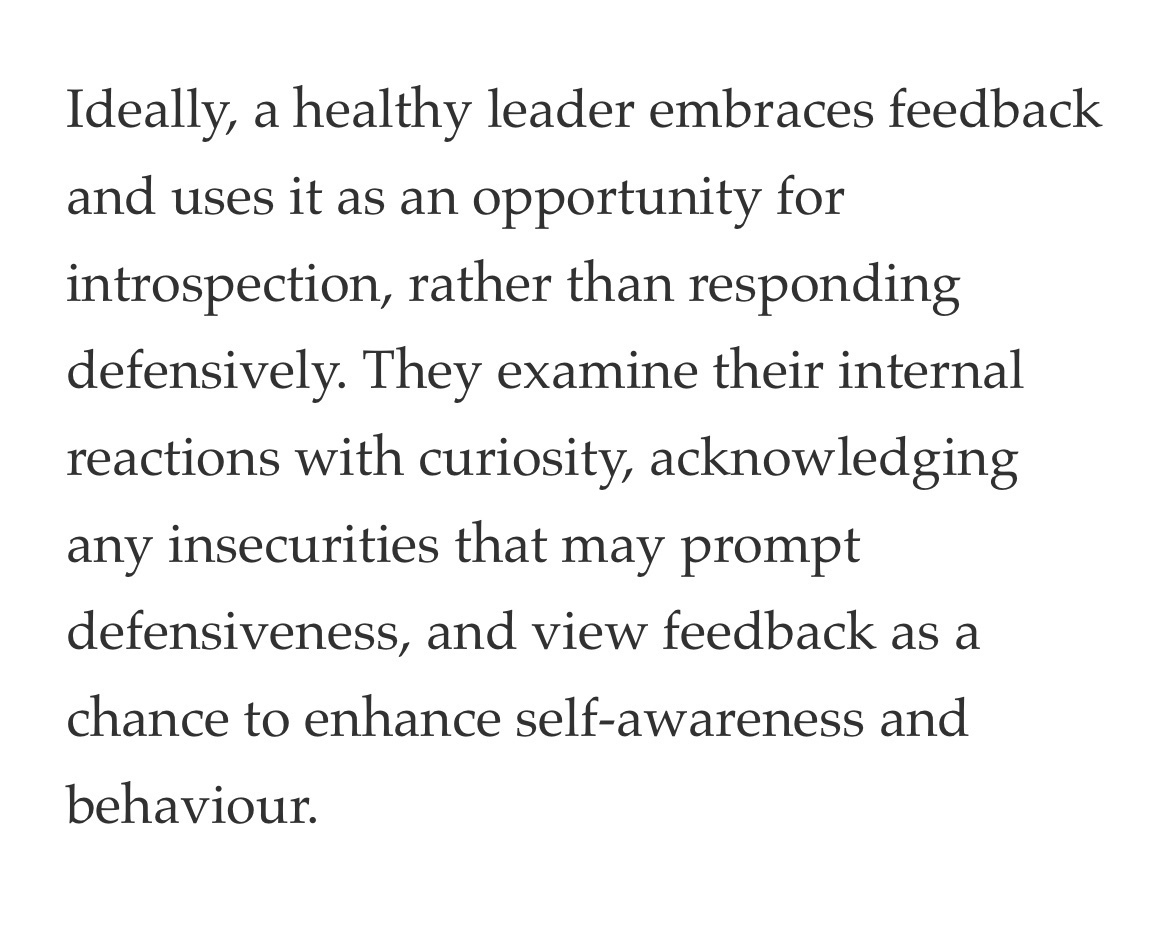 Ideally, a healthy leader embraces feedback
and uses it as an opportunity for
introspection, rather than responding
defensively. They examine their internal
reactions with curiosity, acknowledging
any insecurities that may prompt
defensiveness, and view feedback as a
chance to enhance self-awareness and
behaviour.